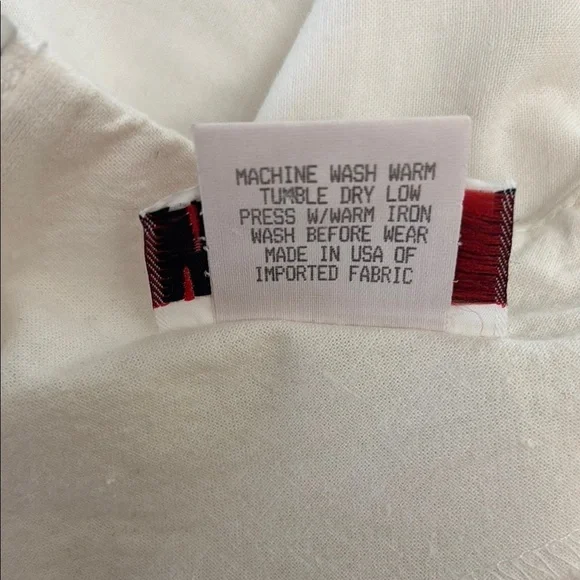 MACHINE WASH WARM
TUMBLE DRY LOW
PRESS W/WARM IRON
WASH BEFORE WEAR
MADE IN USA OF
IMPORTED FABRIC